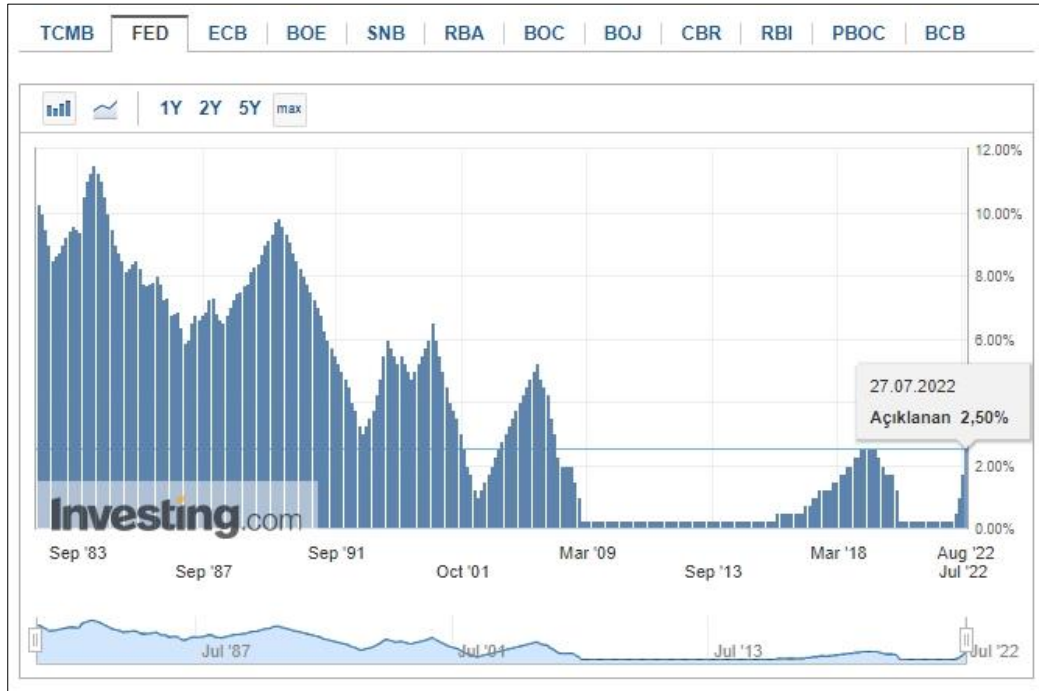 TCMB FED ECB BOE SNB RBA BOC BOJ CBR RBI PBOC BCB
1Y 2Y 5Y max
12.00%
10.00%
8.00%
6.00%
27.07.2022
Açıklanan 2,50%
2.00%
0.00%
Investing.com
Sep '83 Sep '91 Mar '09 Mar '18 Aug '22
Sep '87 Oct '01 Sep '13 Jul '22
Jul '87 Jul '04 Jul '13 Jul '22